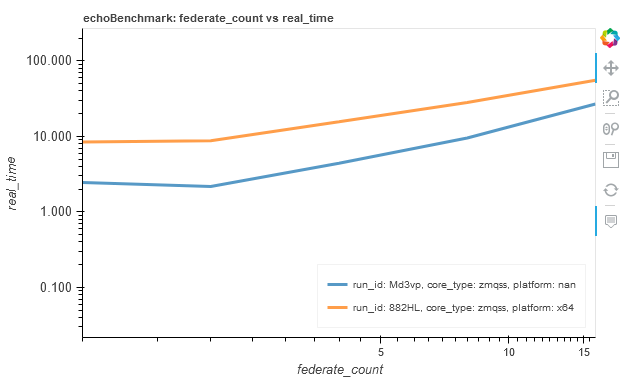 echoBenchmark: federate_count vs real_time
100.000
10.000
1.000
0.100
real_time
run_id: Md3vp, core_type: zmqss, platform: nan
run_id: 882HL, core_type: zmqss, platform: x64
5
10
15
federate_count